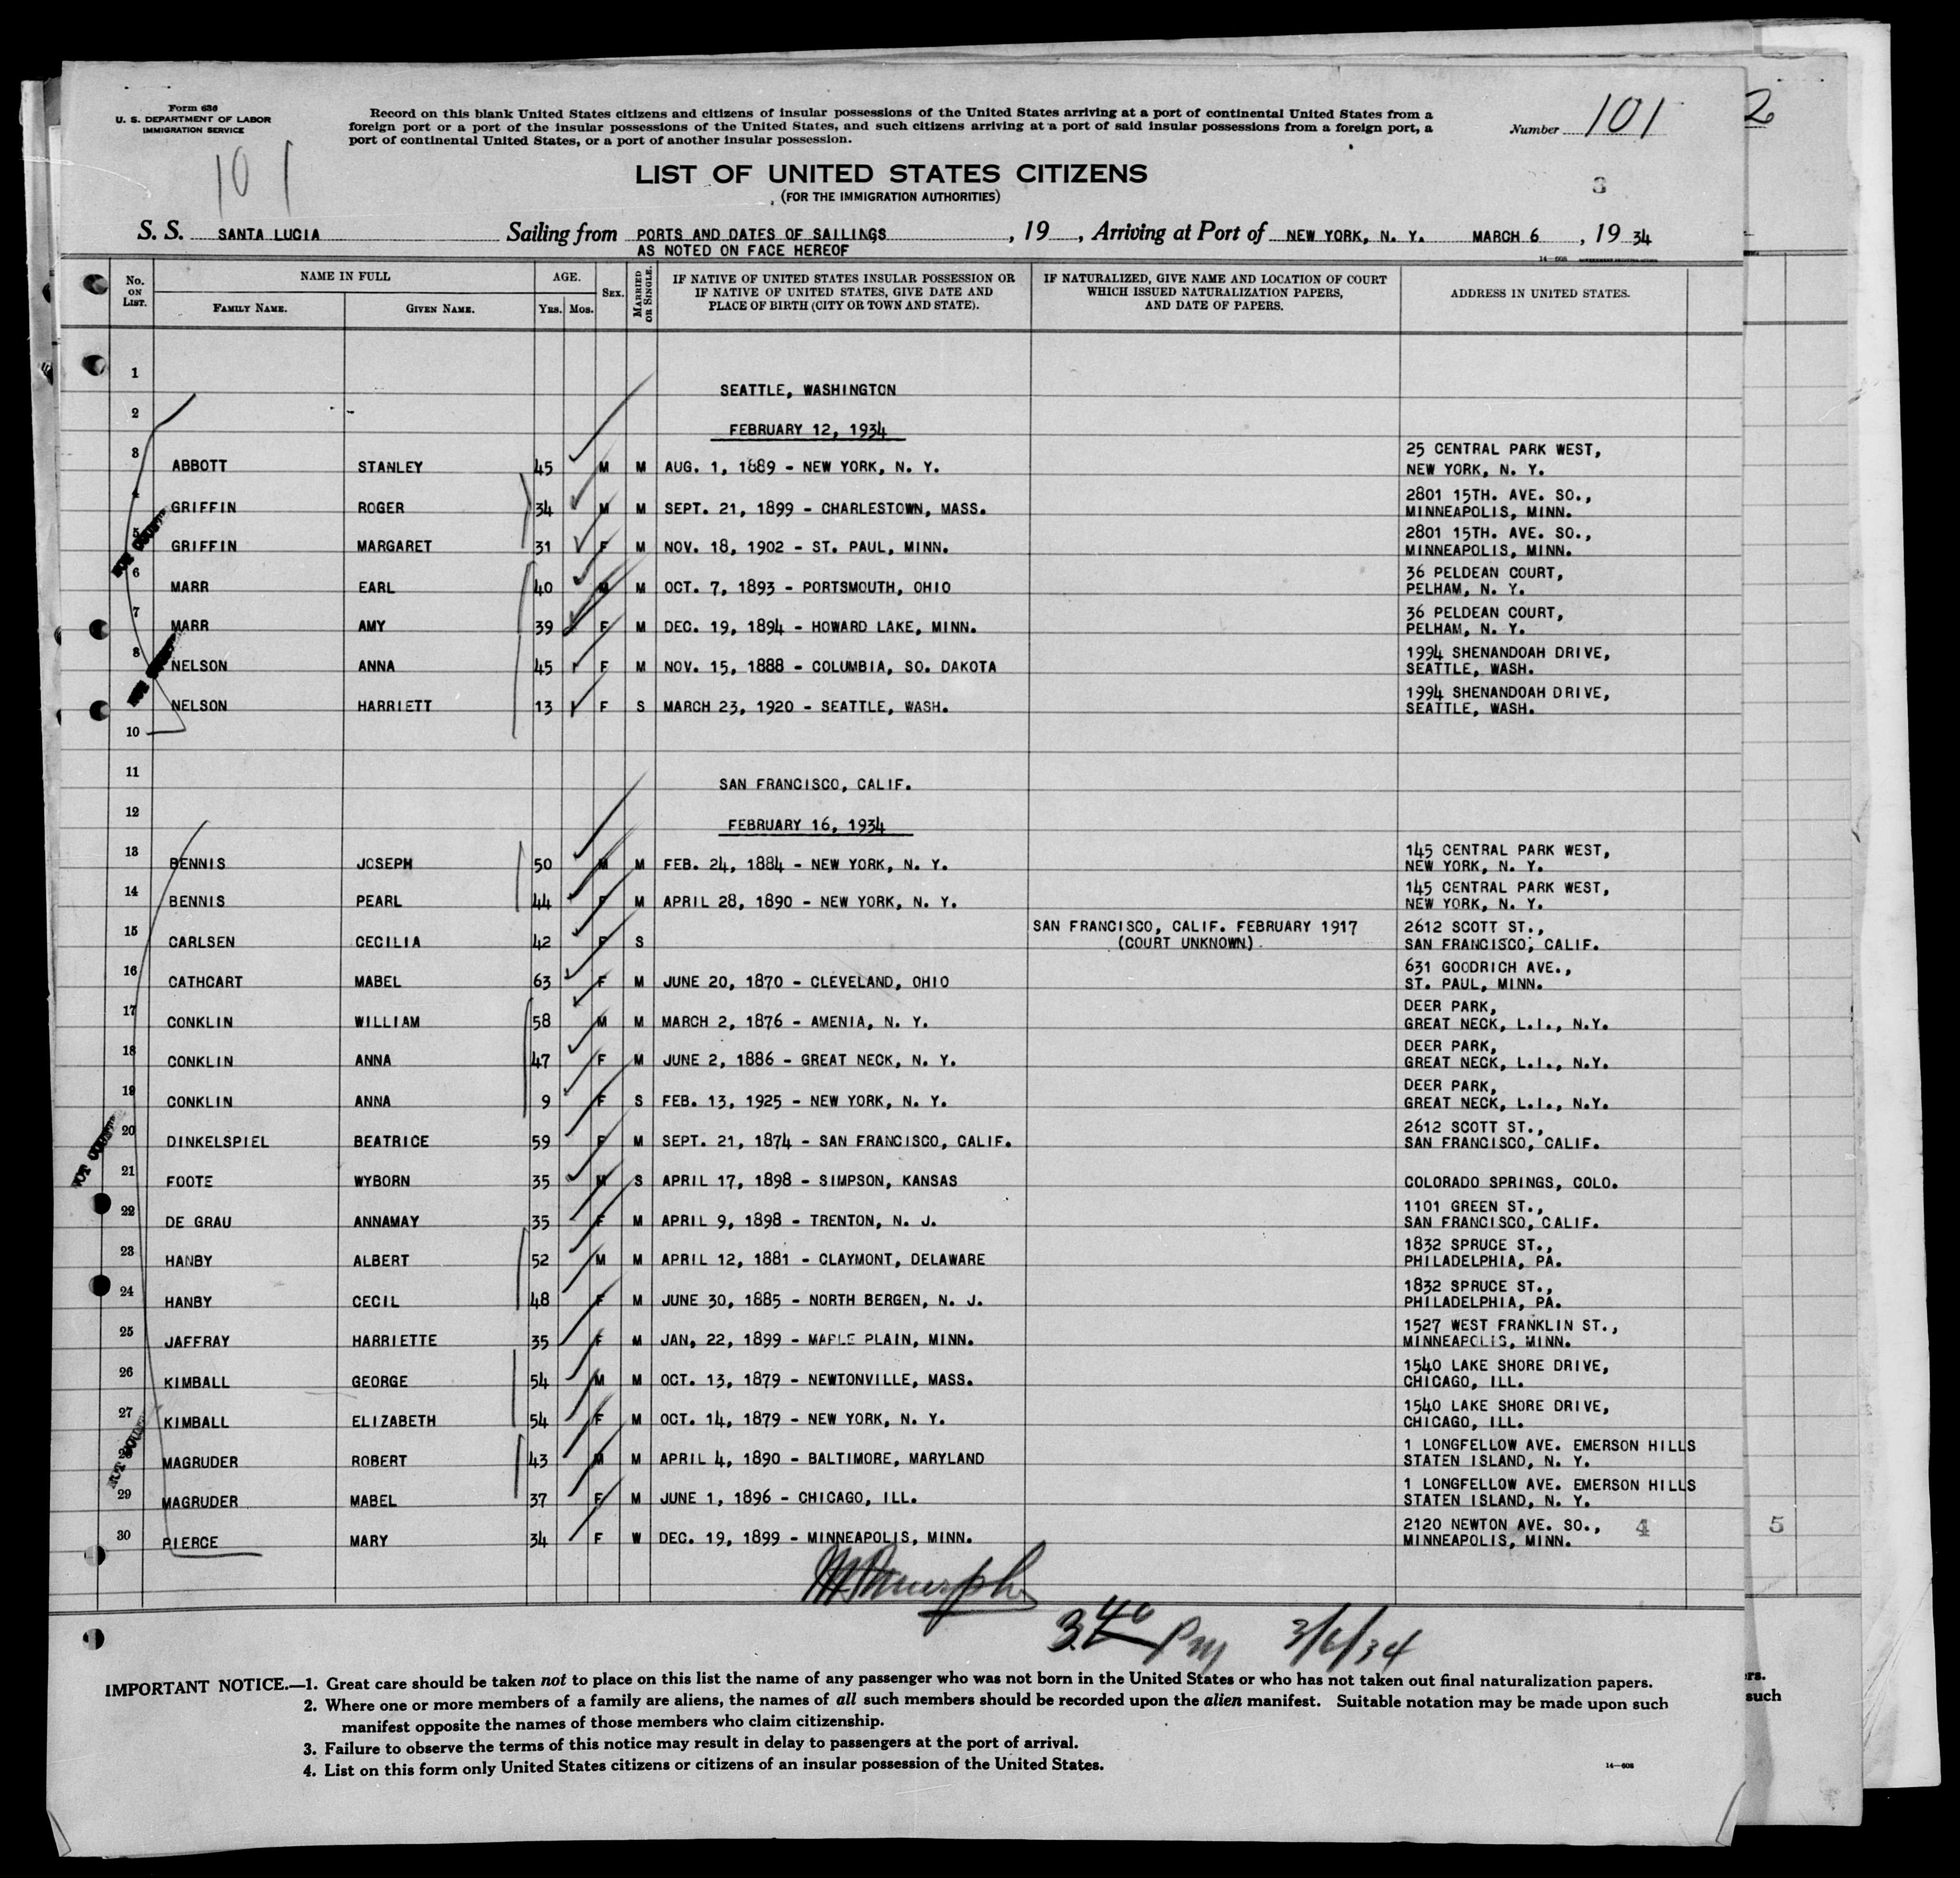 Form 630
U. S. DEPARTMENT OF LABOR
IMMIGRATION SERVICE
101
Record on this blank United States citizens and citizens of insular possessions of the United States arriving at a port of continental United States from a
foreign port or a port of the insular possessions of the United States, and such citizens arriving at a port of said insular possessions from a foreign port, a
port of continental United States, or a port of another insular possession.
Number 101
2
LIST OF UNITED STATES CITIZENS
(FOR THE IMMIGRATION AUTHORITIES)
3
S. S. SANTA LUCIA Sailing from PORTS AND DATES OF SAILINGS , 19 , Arriving at Port of NEW YORK, N. Y. MARCH 6 , 19 34
AS NOTED ON FACE HEREOF
14-608
No. ON LIST. NAME IN FULL FAMILY NAME. GIVEN NAME. AGE. YRS. MOS. SEX. MARRIED OR SINGLE. IF NATIVE OF UNITED STATES INSULAR POSSESSION OR IF NATIVE OF UNITED STATES, GIVE DATE AND PLACE OF BIRTH (CITY OR TOWN AND STATE). IF NATURALIZED, GIVE NAME AND LOCATION OF COURT WHICH ISSUED NATURALIZATION PAPERS, AND DATE OF PAPERS. ADDRESS IN UNITED STATES.
1 SEATTLE, WASHINGTON
2 FEBRUARY 12, 1934
3 ABBOTT STANLEY 45 M M AUG. 1, 1889 - NEW YORK, N. Y. 25 CENTRAL PARK WEST, NEW YORK, N. Y.
4 GRIFFIN ROGER 34 M M SEPT. 21, 1899 - CHARLESTOWN, MASS. 2801 15TH. AVE. SO., MINNEAPOLIS, MINN.
5 GRIFFIN MARGARET 31 F M NOV. 18, 1902 - ST. PAUL, MINN. 2801 15TH. AVE. SO., MINNEAPOLIS, MINN.
6 MARR EARL 40 M M OCT. 7, 1893 - PORTSMOUTH, OHIO 36 PELDEAN COURT, PELHAM, N. Y.
7 MARR AMY 39 F M DEC. 19, 1894 - HOWARD LAKE, MINN. 36 PELDEAN COURT, PELHAM, N. Y.
8 NELSON ANNA 45 F M NOV. 15, 1888 - COLUMBIA, SO. DAKOTA 1994 SHENANDOAH DRIVE, SEATTLE, WASH.
NELSON HARRIETT 13 F S MARCH 23, 1920 - SEATTLE, WASH. 1994 SHENANDOAH DRIVE, SEATTLE, WASH.
10
11 SAN FRANCISCO, CALIF.
12 FEBRUARY 16, 1934
13 BENNIS JOSEPH 50 M M FEB. 24, 1884 - NEW YORK, N. Y. 145 CENTRAL PARK WEST, NEW YORK, N. Y.
14 BENNIS PEARL 44 F M APRIL 28, 1890 - NEW YORK, N. Y. 145 CENTRAL PARK WEST, NEW YORK, N. Y.
15 CARLSEN CECILIA 42 F S SAN FRANCISCO, CALIF. FEBRUARY 1917 (COURT UNKNOWN). 2612 SCOTT ST., SAN FRANCISCO, CALIF.
16 CATHCART MABEL 63 F M JUNE 20, 1870 - CLEVELAND, OHIO 631 GOODRICH AVE., ST. PAUL, MINN.
17 CONKLIN WILLIAM 58 M M MARCH 2, 1876 - AMENIA, N. Y. DEER PARK, GREAT NECK, L.I., N.Y.
18 CONKLIN ANNA 47 F M JUNE 2, 1886 - GREAT NECK, N. Y. DEER PARK, GREAT NECK, L.I., N.Y.
19 CONKLIN ANNA 9 F S FEB. 13, 1925 - NEW YORK, N. Y. DEER PARK, GREAT NECK, L.I., N.Y.
20 DINKELSPIEL BEATRICE 59 F M SEPT. 21, 1874 - SAN FRANCISCO, CALIF. 2612 SCOTT ST., SAN FRANCISCO, CALIF.
21 FOOTE WYBORN 35 M S APRIL 17, 1898 - SIMPSON, KANSAS COLORADO SPRINGS, COLO.
22 DE GRAU ANNAMAY 35 F M APRIL 9, 1898 - TRENTON, N. J. 1101 GREEN ST., SAN FRANCISCO, CALIF.
23 HANBY ALBERT 52 M M APRIL 12, 1881 - CLAYMONT, DELAWARE 1832 SPRUCE ST., PHILADELPHIA, PA.
24 HANBY CECIL 48 F M JUNE 30, 1885 - NORTH BERGEN, N. J. 1832 SPRUCE ST., PHILADELPHIA, PA.
25 JAFFRAY HARRIETTE 35 F M JAN, 22, 1899 - MAPLE PLAIN, MINN. 1527 WEST FRANKLIN ST., MINNEAPOLIS, MINN.
26 KIMBALL GEORGE 54 M M OCT. 13, 1879 - NEWTONVILLE, MASS. 1540 LAKE SHORE DRIVE, CHICAGO, ILL.
27 KIMBALL ELIZABETH 54 F M OCT. 14, 1879 - NEW YORK, N. Y. 1540 LAKE SHORE DRIVE, CHICAGO, ILL.
MAGRUDER ROBERT 43 M M APRIL 4, 1890 - BALTIMORE, MARYLAND 1 LONGFELLOW AVE. EMERSON HILLS STATEN ISLAND, N. Y.
29 MAGRUDER MABEL 37 F M JUNE 1, 1896 - CHICAGO, ILL. 1 LONGFELLOW AVE. EMERSON HILLS STATEN ISLAND, N. Y.
30 PIERCE MARY 34 F W DEC. 19, 1899 - MINNEAPOLIS, MINN. 2120 NEWTON AVE. SO., MINNEAPOLIS, MINN. 4
5
3.40 PM 3/6/34
IMPORTANT NOTICE.—1. Great care should be taken not to place on this list the name of any passenger who was not born in the United States or who has not taken out final naturalization papers.
2. Where one or more members of a family are aliens, the names of all such members should be recorded upon the alien manifest. Suitable notation may be made upon such
manifest opposite the names of those members who claim citizenship.
3. Failure to observe the terms of this notice may result in delay to passengers at the port of arrival.
4. List on this form only United States citizens or citizens of an insular possession of the United States.
14-608
rs.
such